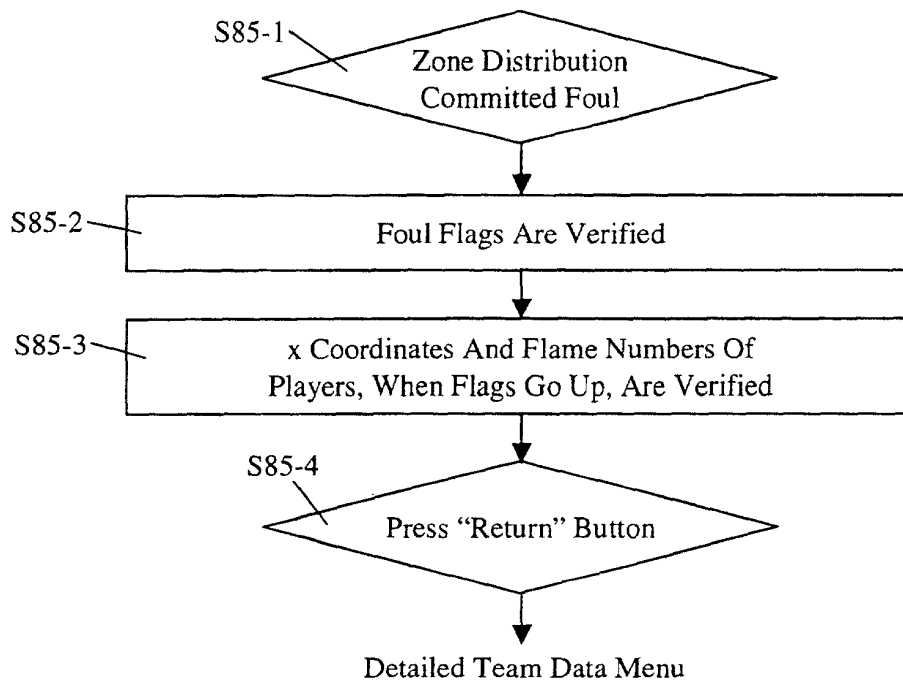 S85-1
Zone Distribution
Committed Foul
S85-2
Foul Flags Are Verified
S85-3
x Coordinates And Flame Numbers Of
Players, When Flags Go Up, Are Verified
S85-4
Press “Return” Button
Detailed Team Data Menu